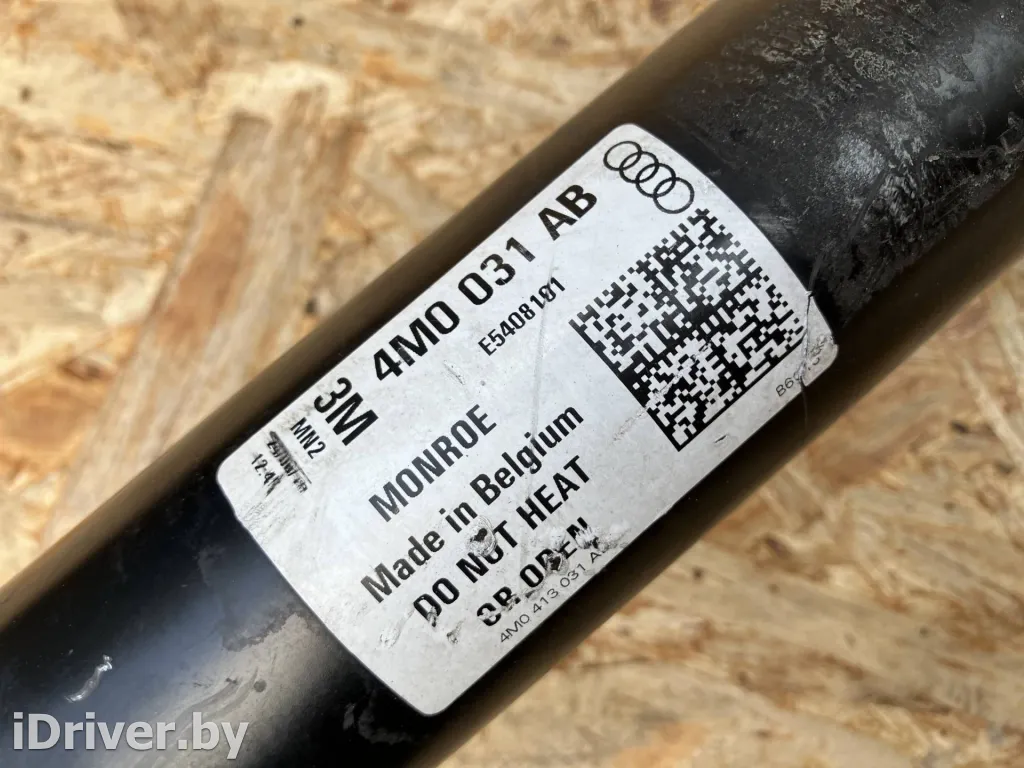 3M 4M0 031 AB
E5408181
MN2
12:41
MONROE
Made in Belgium
DO NOT HEAT
OR OPEN
4M0 413 031 A
iDriver.by